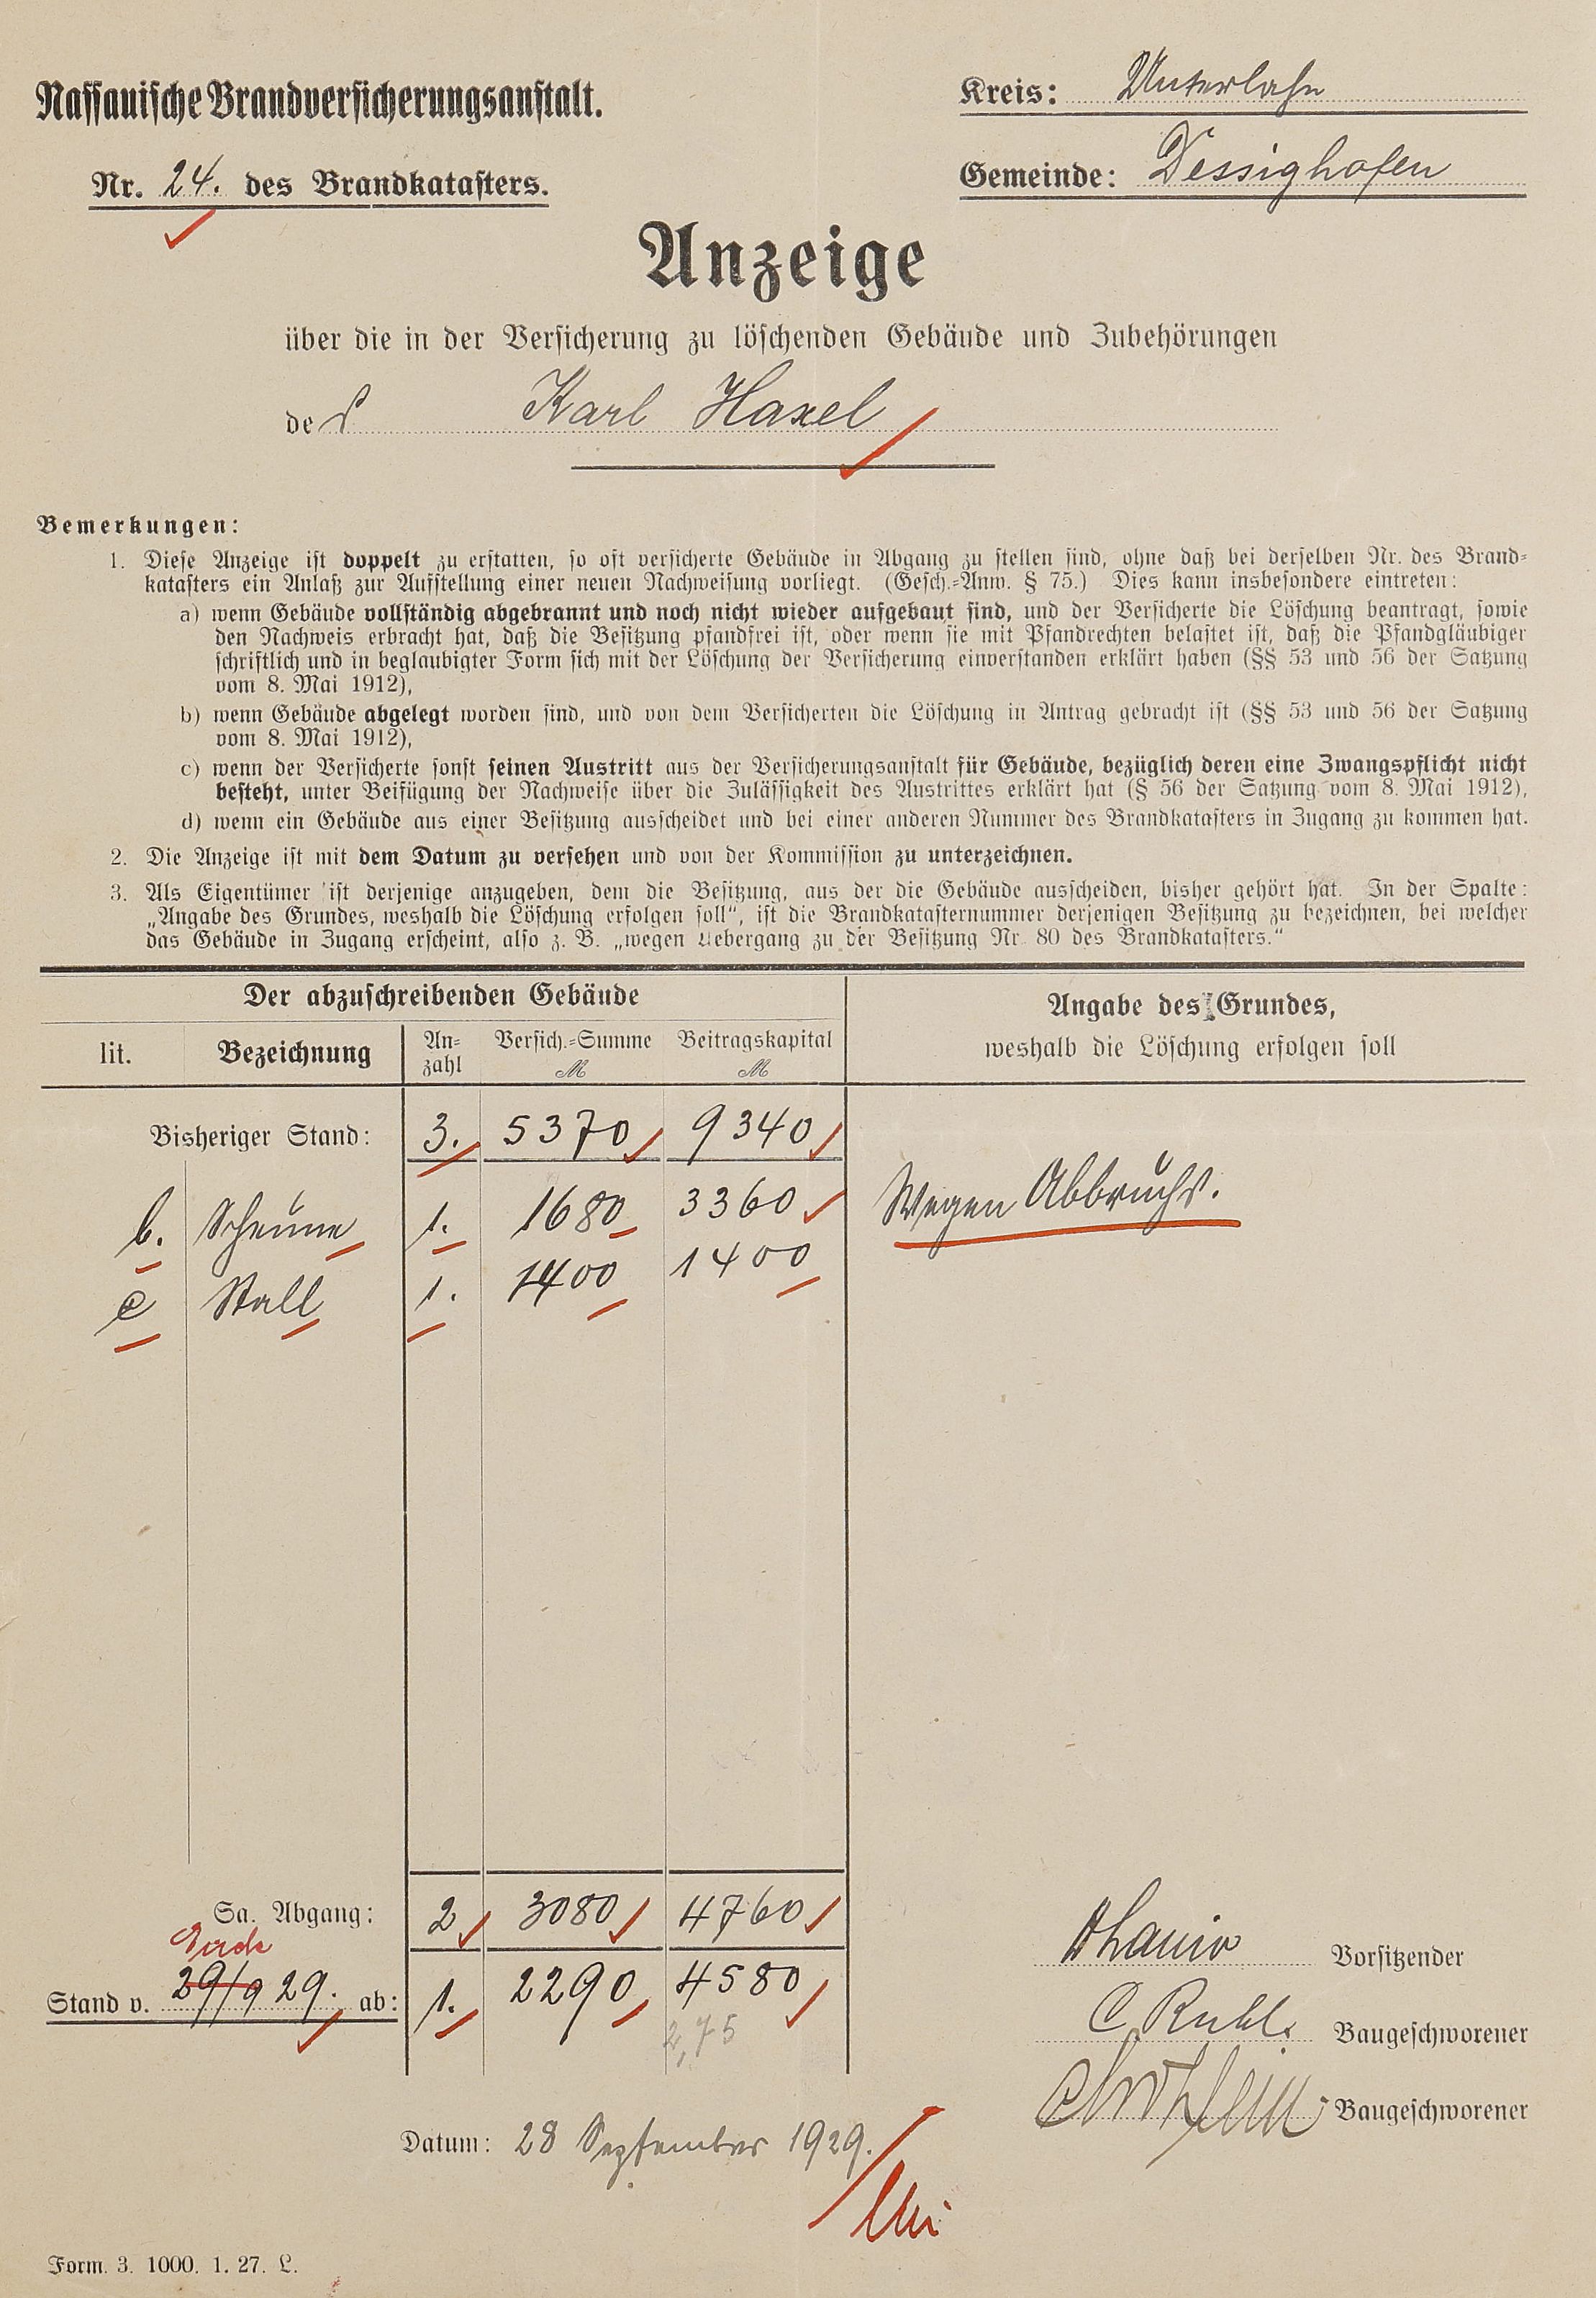 Nassauische Brandversicherungsanstalt.
Kreis: Unterlahn
Nr. 24. des Brandkatasters.
Gemeinde: Dessighofen
Anzeige
über die in der Versicherung zu löschenden Gebäude und Zubehörungen
des Karl Haxel
Bemerkungen:
1. Diese Anzeige ist doppelt zu erstatten, so oft versicherte Gebäude in Abgang zu stellen sind, ohne daß bei derselben Nr. des Brand-
katasters ein Anlaß zur Aufstellung einer neuen Nachweisung vorliegt. (Gesch.-Anw. § 75.) Dies kann insbesondere eintreten:
a) wenn Gebäude vollständig abgebrannt und noch nicht wieder aufgebaut sind, und der Versicherte die Löschung beantragt, sowie
den Nachweis erbracht hat, daß die Besitzung pfandfrei ist, oder wenn sie mit Pfandrechten belastet ist, daß die Pfandgläubiger
schriftlich und in beglaubigter Form sich mit der Löschung der Versicherung einverstanden erklärt haben (§§ 53 und 56 der Satzung
vom 8. Mai 1912),
b) wenn Gebäude abgelegt worden sind, und von dem Versicherten die Löschung in Antrag gebracht ist (§§ 53 und 56 der Satzung
vom 8. Mai 1912),
c) wenn der Versicherte sonst seinen Austritt aus der Versicherungsanstalt für Gebäude, bezüglich deren eine Zwangspflicht nicht
besteht, unter Beifügung der Nachweise über die Zulässigkeit des Austrittes erklärt hat (§ 56 der Satzung vom 8. Mai 1912),
d) wenn ein Gebäude aus einer Besitzung ausscheidet und bei einer anderen Nummer des Brandkatasters in Zugang zu kommen hat.
2. Die Anzeige ist mit dem Datum zu versehen und von der Kommission zu unterzeichnen.
3. Als Eigentümer ist derjenige anzugeben, dem die Besitzung, aus der die Gebäude ausscheiden, bisher gehört hat. In der Spalte:
„Angabe des Grundes, weshalb die Löschung erfolgen soll“, ist die Brandkatasternummer derjenigen Besitzung zu bezeichnen, bei welcher
das Gebäude in Zugang erscheint, also z. B. „wegen Uebergang zu der Besitzung Nr. 80 des Brandkatasters.“
Der abzuschreibenden Gebäude
Angabe des Grundes,
weshalb die Löschung erfolgen soll
lit. Bezeichnung An-zahl Versich.-Summe M Beitragskapital M
Bisheriger Stand: 3. 5370 9340
b. Scheune 1. 1680 3360 Wegen Abbruchs.
c Stall 1. 1400 1400
Sa. Abgang: 2 3080 4760
Ende
Stand v. 29/9 29. ab: 1. 2290 4580
2,75
Vorsitzender
C Ruhl. Baugeschworener
Baugeschworener
Datum: 28 September 1929.
Form. 3. 1000. 1. 27. L.